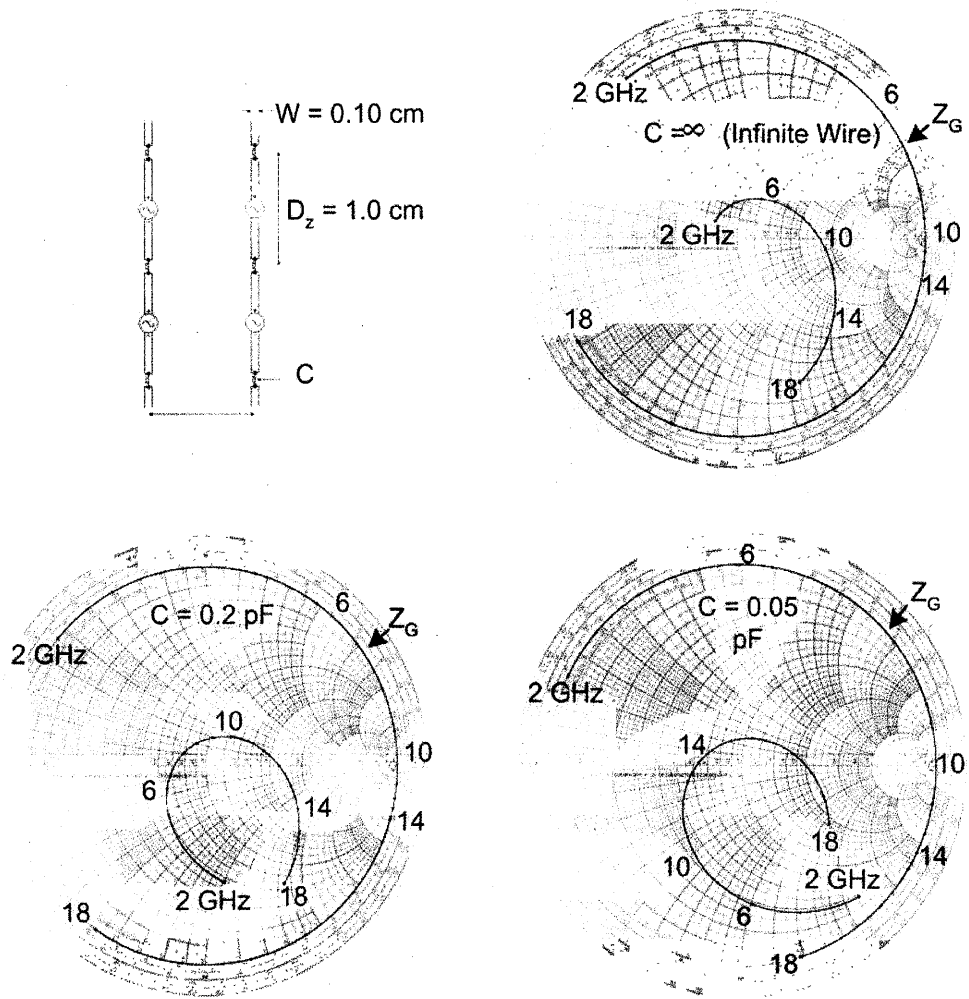 W = 0.10 cm
D_z = 1.0 cm
C
2 GHz
6
Z_G
C = ∞ (Infinite Wire)
6
2 GHz
10
10
14
14
18
18
C = 0.2 pF
6
Z_G
2 GHz
10
10
6
14
14
2 GHz
18
18
6
C = 0.05
pF
Z_G
2 GHz
14
10
18
14
10
2 GHz
6
18